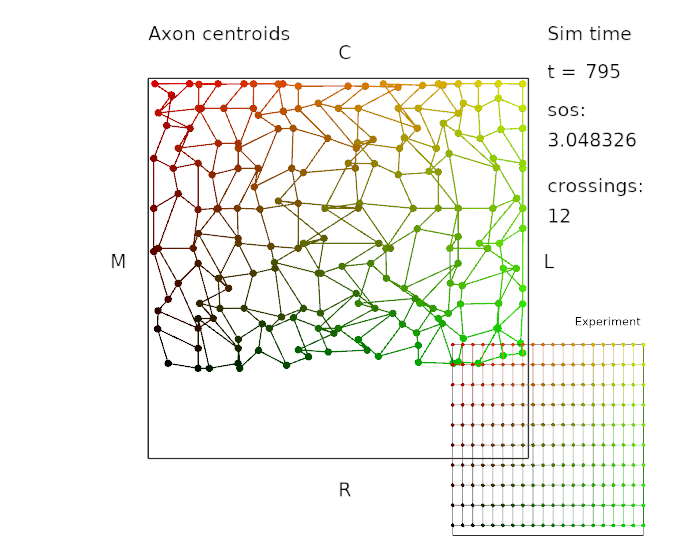 Axon centroids
C
Sim time
t = 795
sos:
3.048326
crossings:
12
M
L
Experiment
R